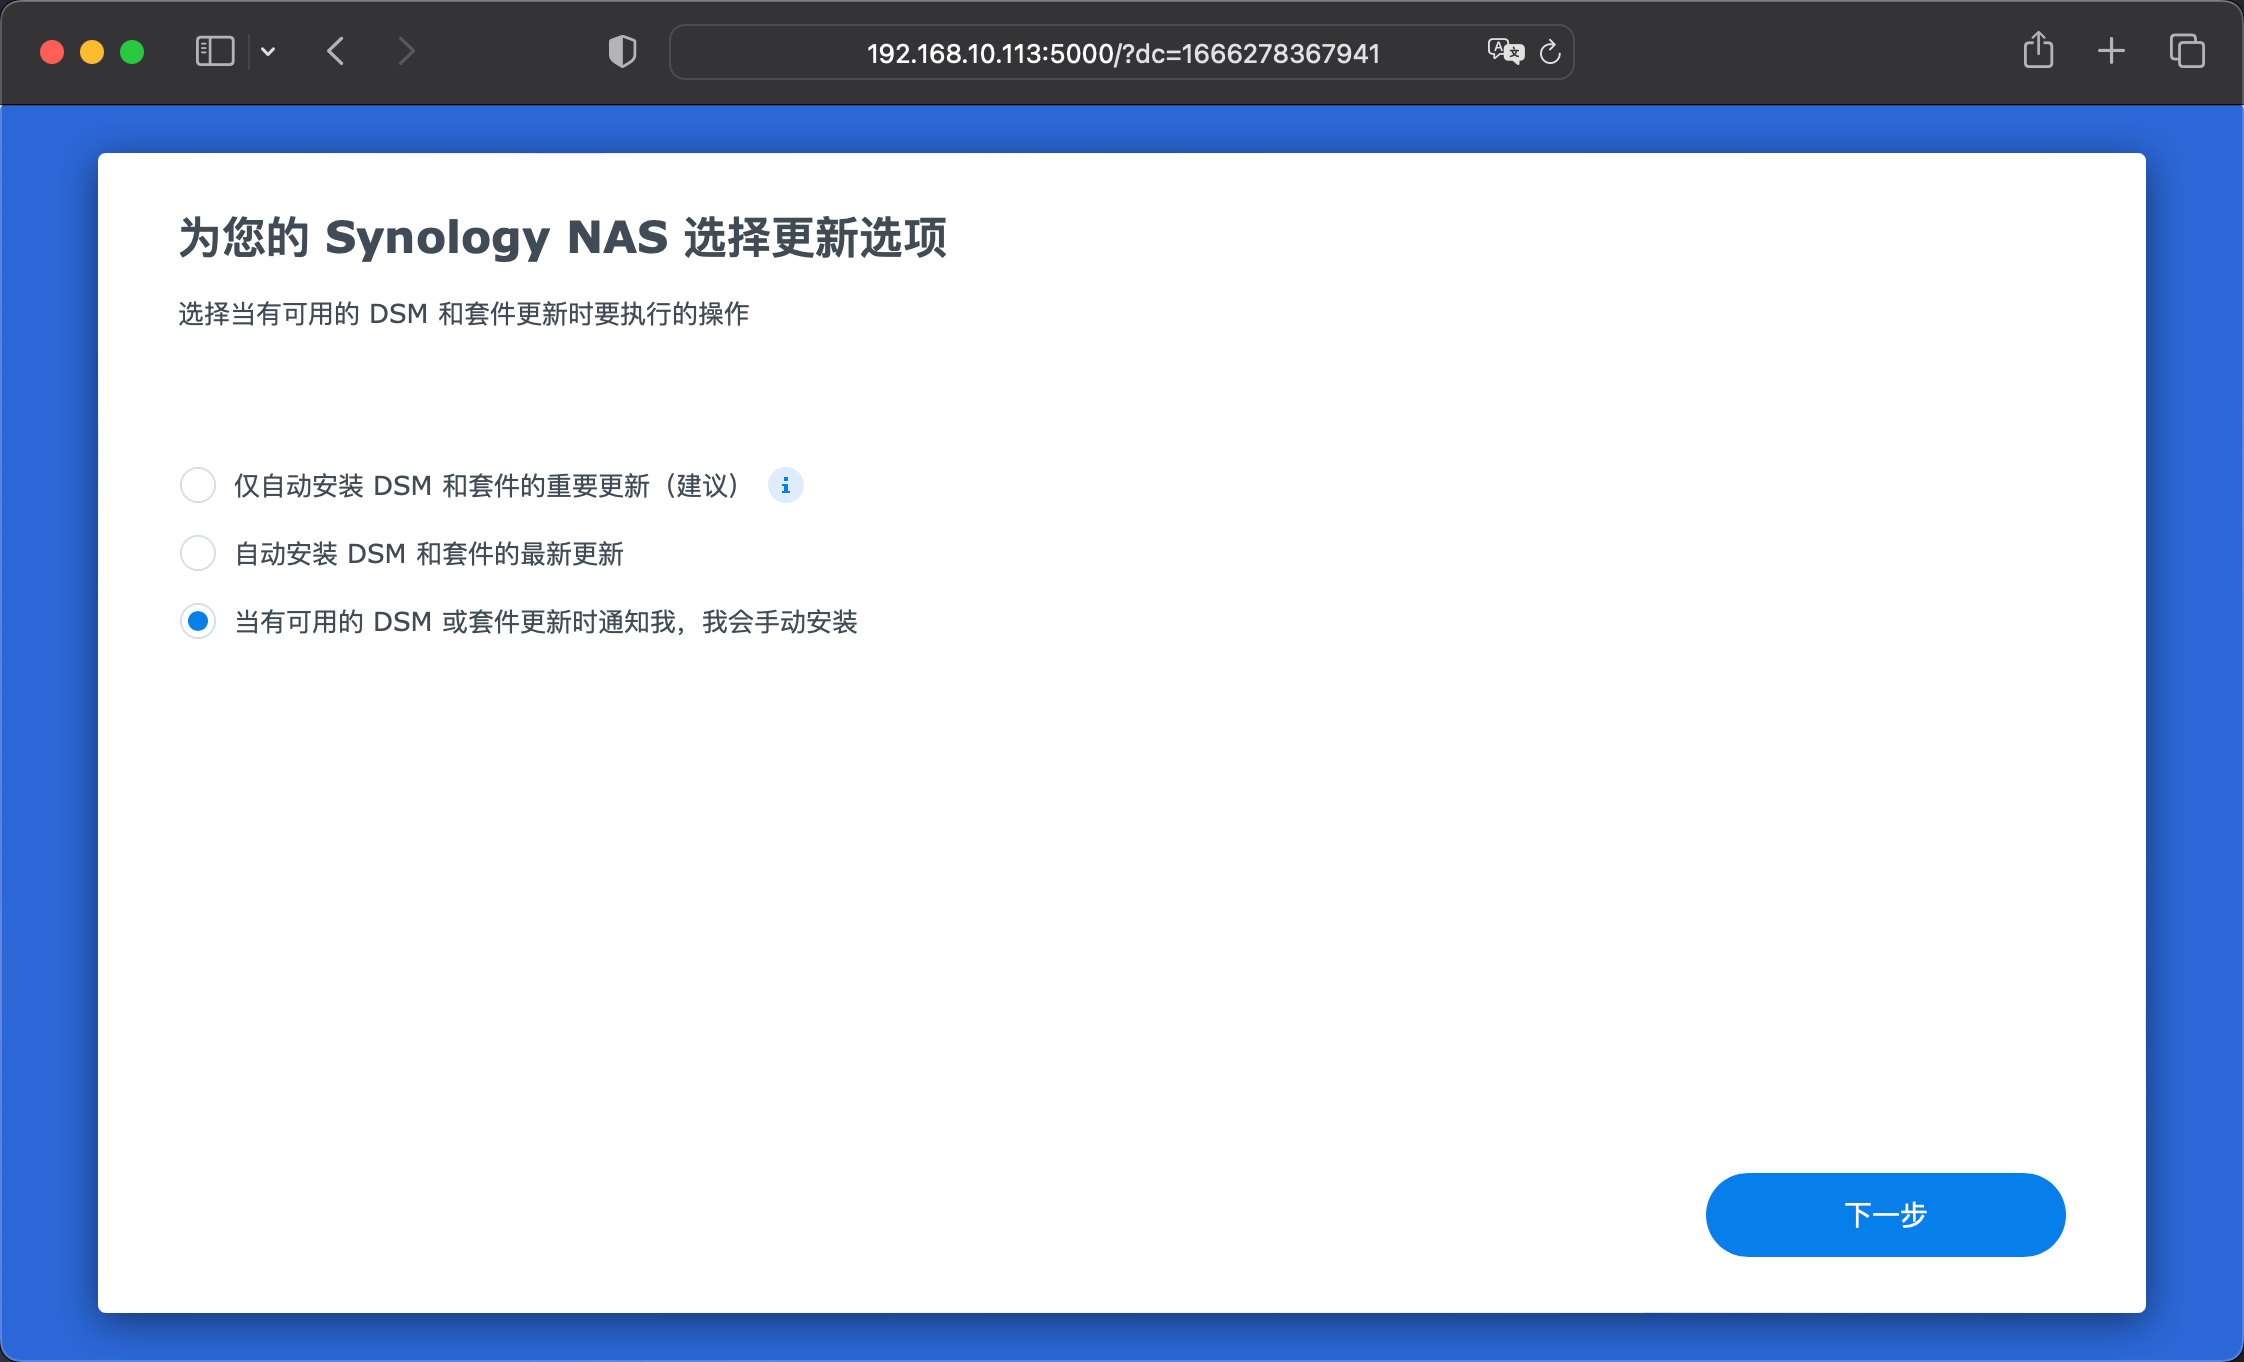 192.168.10.113:5000/?dc=1666278367941
为您的 Synology NAS 选择更新选项
选择当有可用的 DSM 和套件更新时要执行的操作
仅自动安装 DSM 和套件的重要更新（建议）
自动安装 DSM 和套件的最新更新
当有可用的 DSM 或套件更新时通知我，我会手动安装
下一步